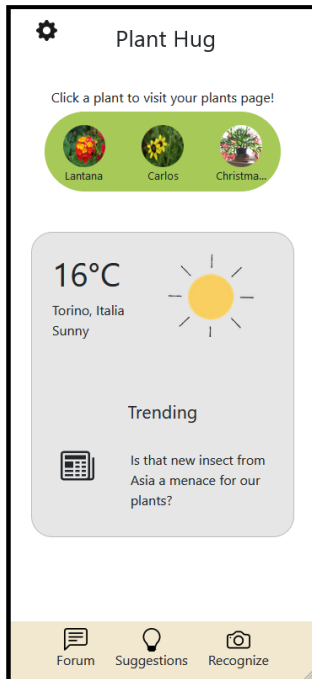 Plant Hug
Click a plant to visit your plants page!
Lantana
Carlos
Christma...
16°C
Torino, Italia
Sunny
Trending
Is that new insect from
Asia a menace for our
plants?
Forum
Suggestions
Recognize